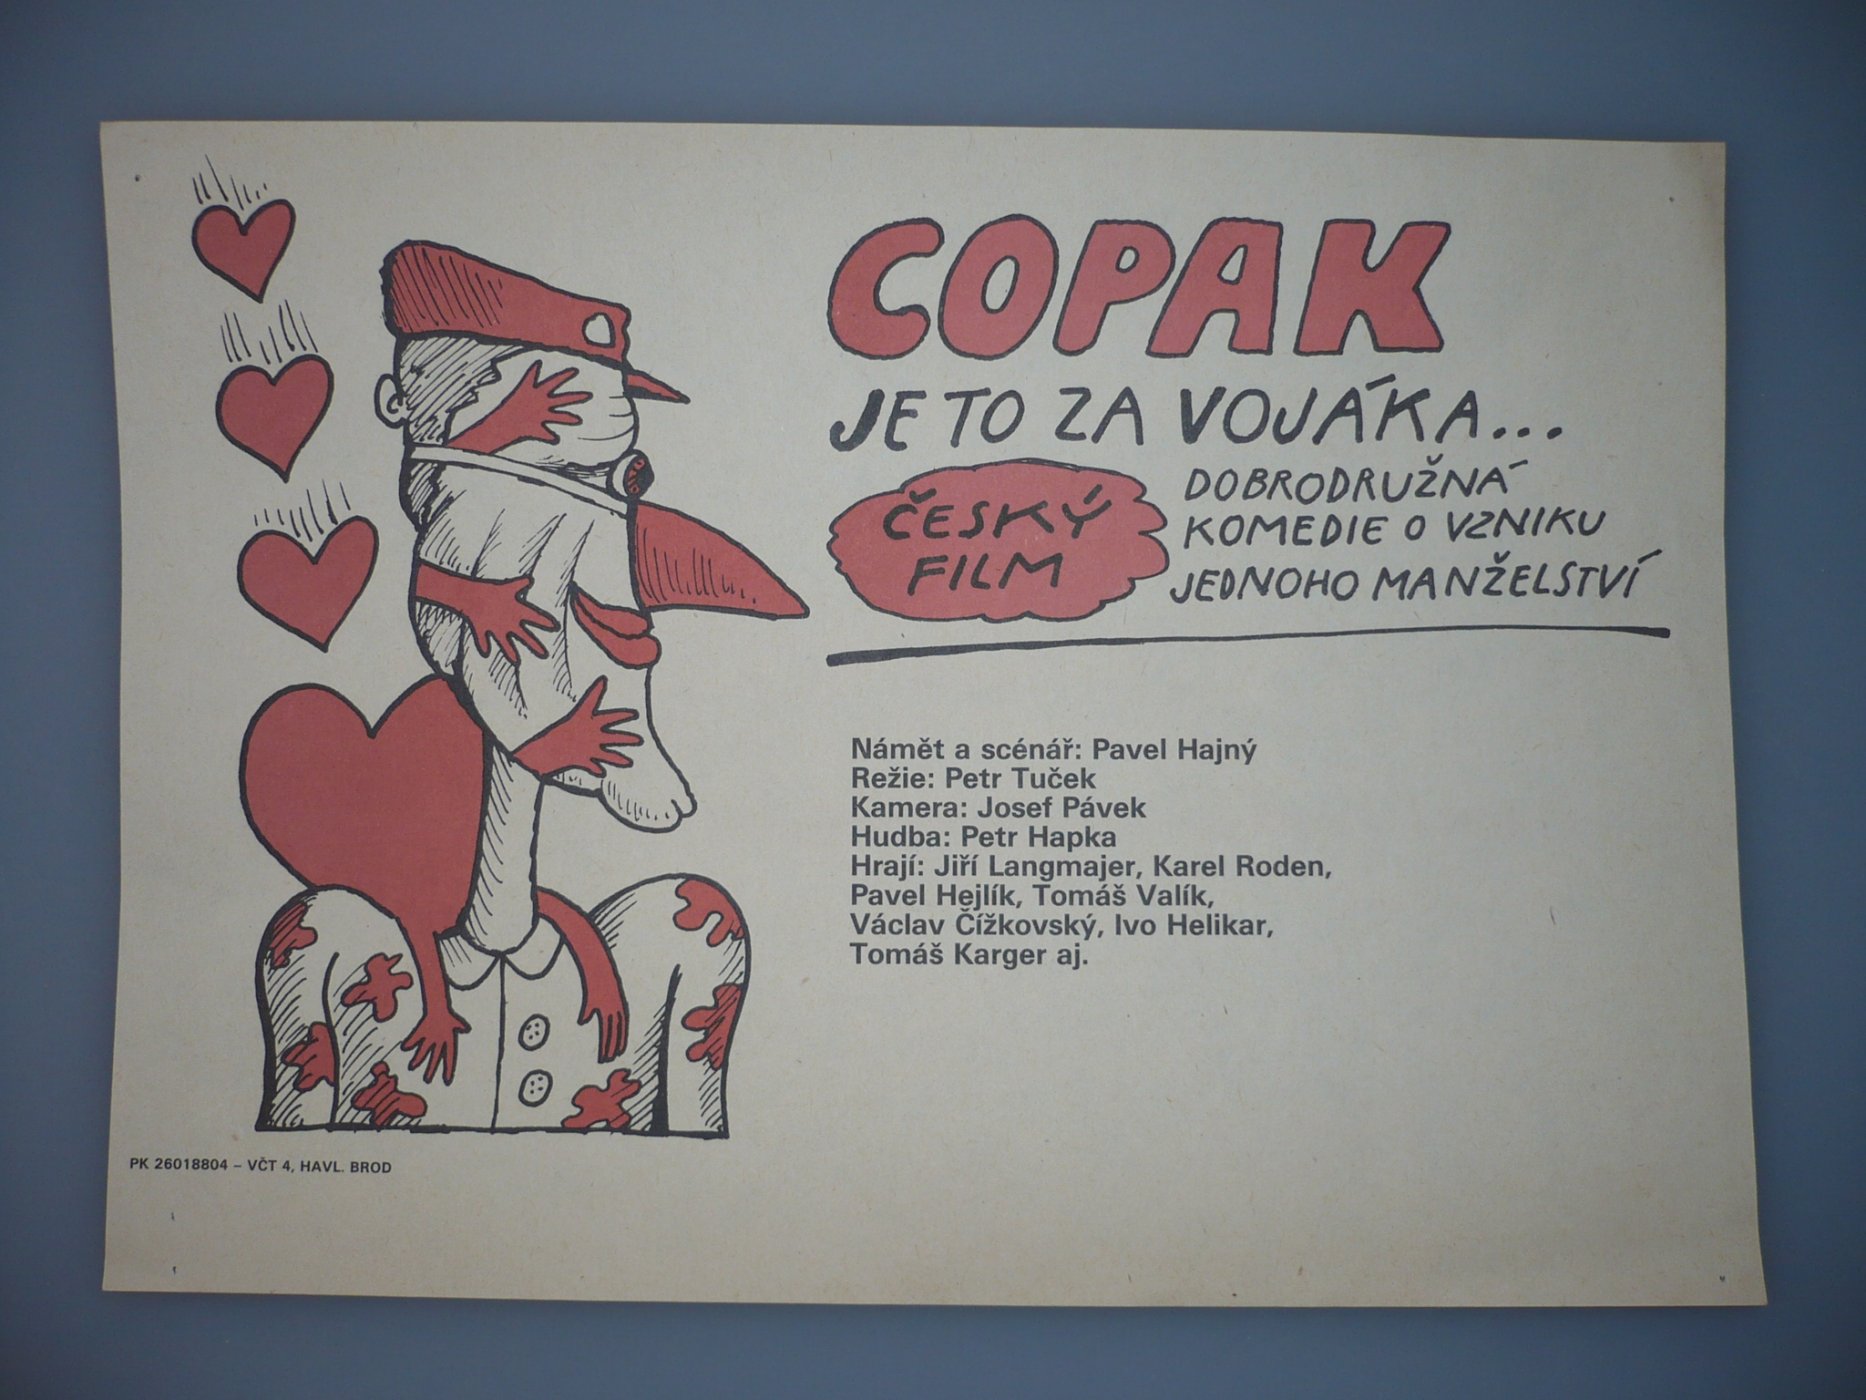 COPAK
JE TO ZA VOJÁKA...
ČESKÝ
FILM
DOBRODRUŽNÁ
KOMEDIE O VZNIKU
JEDNOHO MANŽELSTVÍ
Námět a scénář: Pavel Hajný
Režie: Petr Tuček
Kamera: Josef Pávek
Hudba: Petr Hapka
Hrají: Jiří Langmajer, Karel Roden,
Pavel Hejlík, Tomáš Valík,
Václav Čížkovský, Ivo Helikar,
Tomáš Karger aj.
PK 26018804 – VČT 4, HAVL. BROD